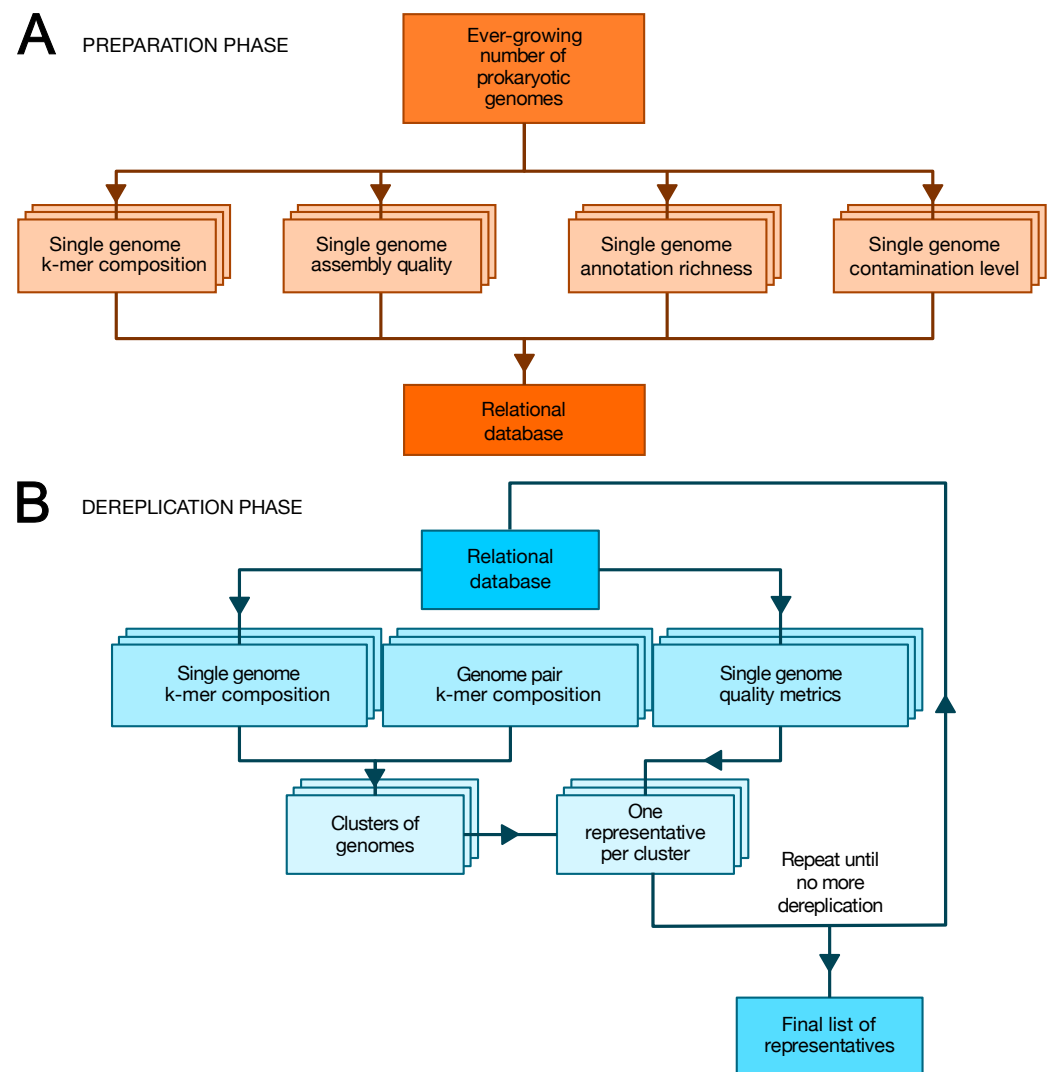 A
PREPARATION PHASE
Ever-growing
number of
prokaryotic
genomes
Single genome
k-mer composition
Single genome
assembly quality
Single genome
annotation richness
Single genome
contamination level
Relational
database
B
DEREPLICATION PHASE
Relational
database
Single genome
k-mer composition
Genome pair
k-mer composition
Single genome
quality metrics
Clusters of
genomes
One
representative
per cluster
Repeat until
no more
dereplication
Final list of
representatives